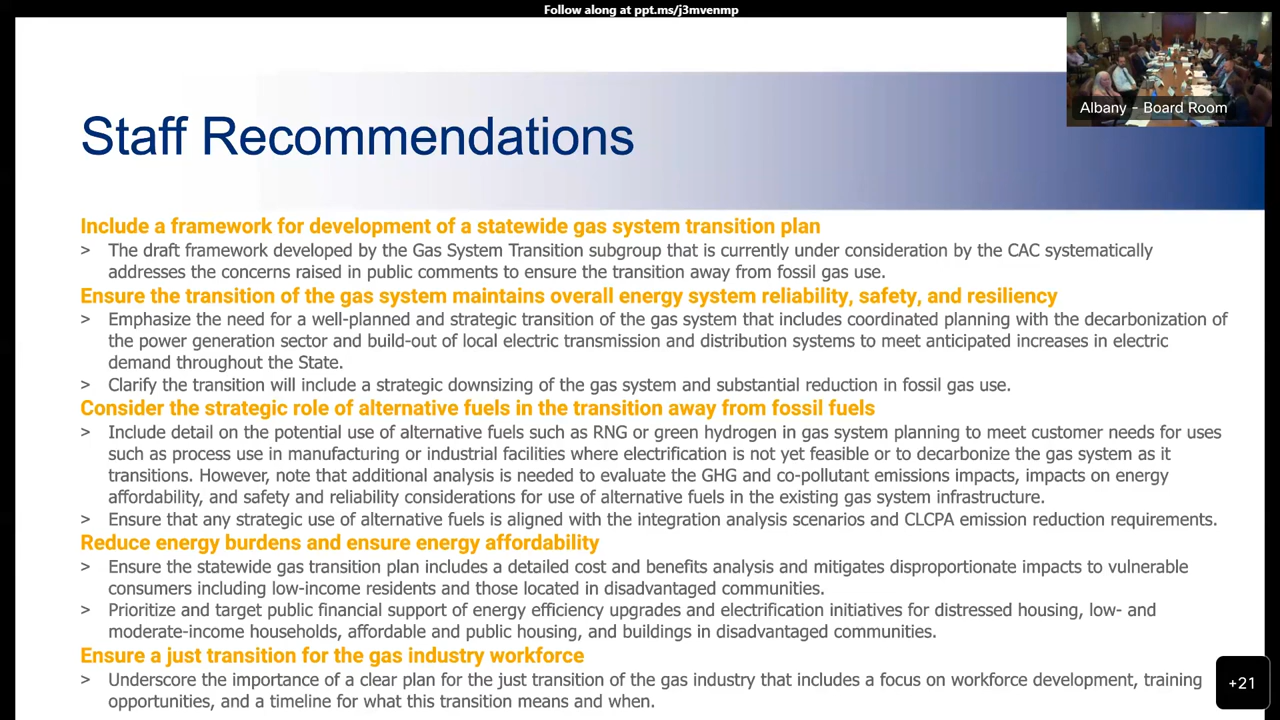 Follow along at ppt.ms/j3mvenmp
Albany - Board Room
Staff Recommendations
Include a framework for development of a statewide gas system transition plan
> The draft framework developed by the Gas System Transition subgroup that is currently under consideration by the CAC systematically
addresses the concerns raised in public comments to ensure the transition away from fossil gas use.
Ensure the transition of the gas system maintains overall energy system reliability, safety, and resiliency
> Emphasize the need for a well-planned and strategic transition of the gas system that includes coordinated planning with the decarbonization of
the power generation sector and build-out of local electric transmission and distribution systems to meet anticipated increases in electric
demand throughout the State.
> Clarify the transition will include a strategic downsizing of the gas system and substantial reduction in fossil gas use.
Consider the strategic role of alternative fuels in the transition away from fossil fuels
> Include detail on the potential use of alternative fuels such as RNG or green hydrogen in gas system planning to meet customer needs for uses
such as process use in manufacturing or industrial facilities where electrification is not yet feasible or to decarbonize the gas system as it
transitions. However, note that additional analysis is needed to evaluate the GHG and co-pollutant emissions impacts, impacts on energy
affordability, and safety and reliability considerations for use of alternative fuels in the existing gas system infrastructure.
> Ensure that any strategic use of alternative fuels is aligned with the integration analysis scenarios and CLCPA emission reduction requirements.
Reduce energy burdens and ensure energy affordability
> Ensure the statewide gas transition plan includes a detailed cost and benefits analysis and mitigates disproportionate impacts to vulnerable
consumers including low-income residents and those located in disadvantaged communities.
> Prioritize and target public financial support of energy efficiency upgrades and electrification initiatives for distressed housing, low- and
moderate-income households, affordable and public housing, and buildings in disadvantaged communities.
Ensure a just transition for the gas industry workforce
> Underscore the importance of a clear plan for the just transition of the gas industry that includes a focus on workforce development, training
opportunities, and a timeline for what this transition means and when.
+21